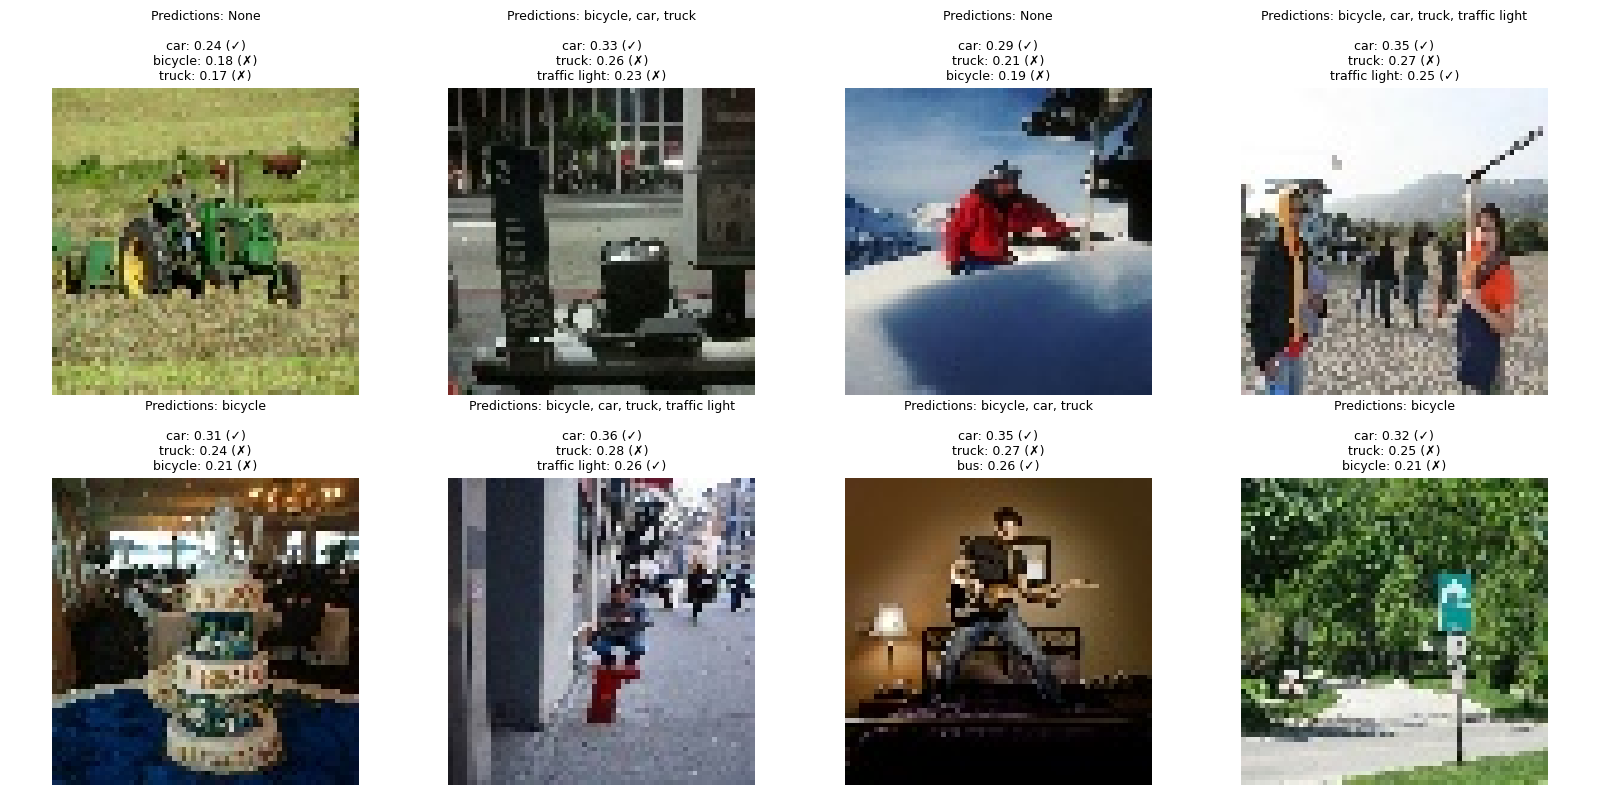 Predictions: None
car: 0.24 (✓)
bicycle: 0.18 (✗)
truck: 0.17 (✗)
Predictions: bicycle, car, truck
car: 0.33 (✓)
truck: 0.26 (✗)
traffic light: 0.23 (✗)
Predictions: None
car: 0.29 (✓)
truck: 0.21 (✗)
bicycle: 0.19 (✗)
Predictions: bicycle, car, truck, traffic light
car: 0.35 (✓)
truck: 0.27 (✗)
traffic light: 0.25 (✓)
Predictions: bicycle
car: 0.31 (✓)
truck: 0.24 (✗)
bicycle: 0.21 (✗)
Predictions: bicycle, car, truck, traffic light
car: 0.36 (✓)
truck: 0.28 (✗)
traffic light: 0.26 (✓)
Predictions: bicycle, car, truck
car: 0.35 (✓)
truck: 0.27 (✗)
bus: 0.26 (✓)
Predictions: bicycle
car: 0.32 (✓)
truck: 0.25 (✗)
bicycle: 0.21 (✗)